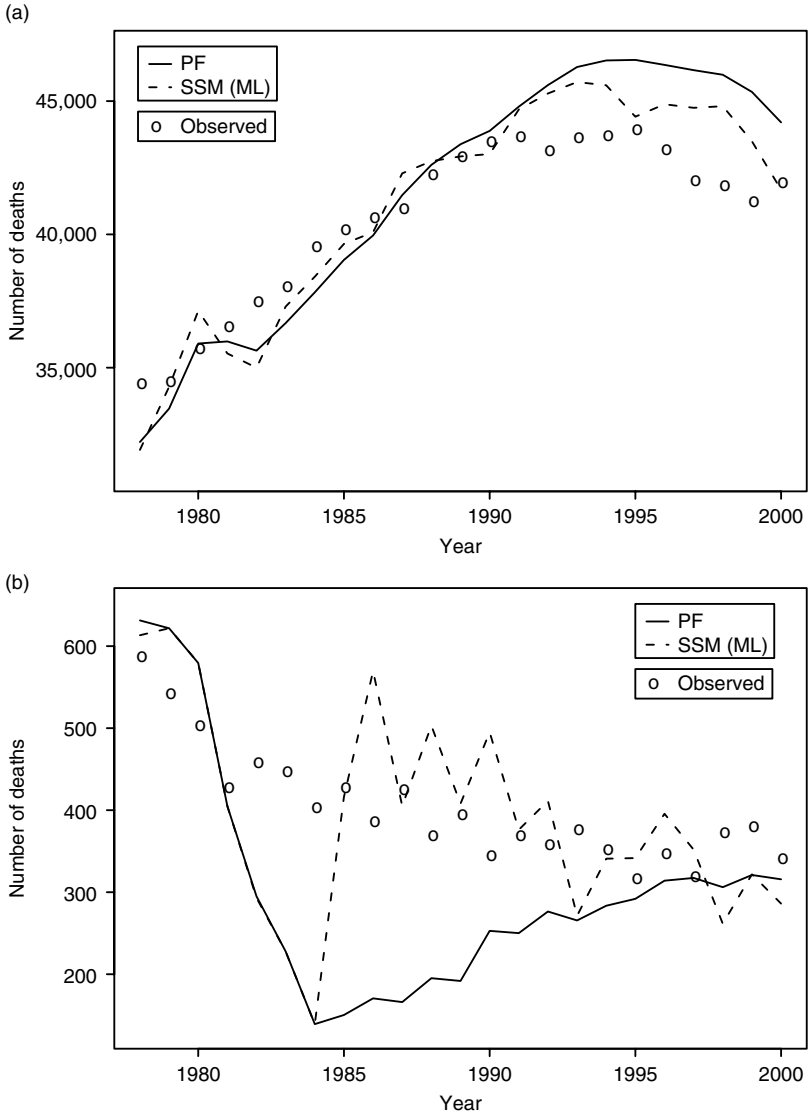 (a)
PF
SSM (ML)
o Observed
45,000
40,000
35,000
Number of deaths
1980 1985 1990 1995 2000
Year
(b)
PF
SSM (ML)
o Observed
600
500
400
300
200
Number of deaths
1980 1985 1990 1995 2000
Year